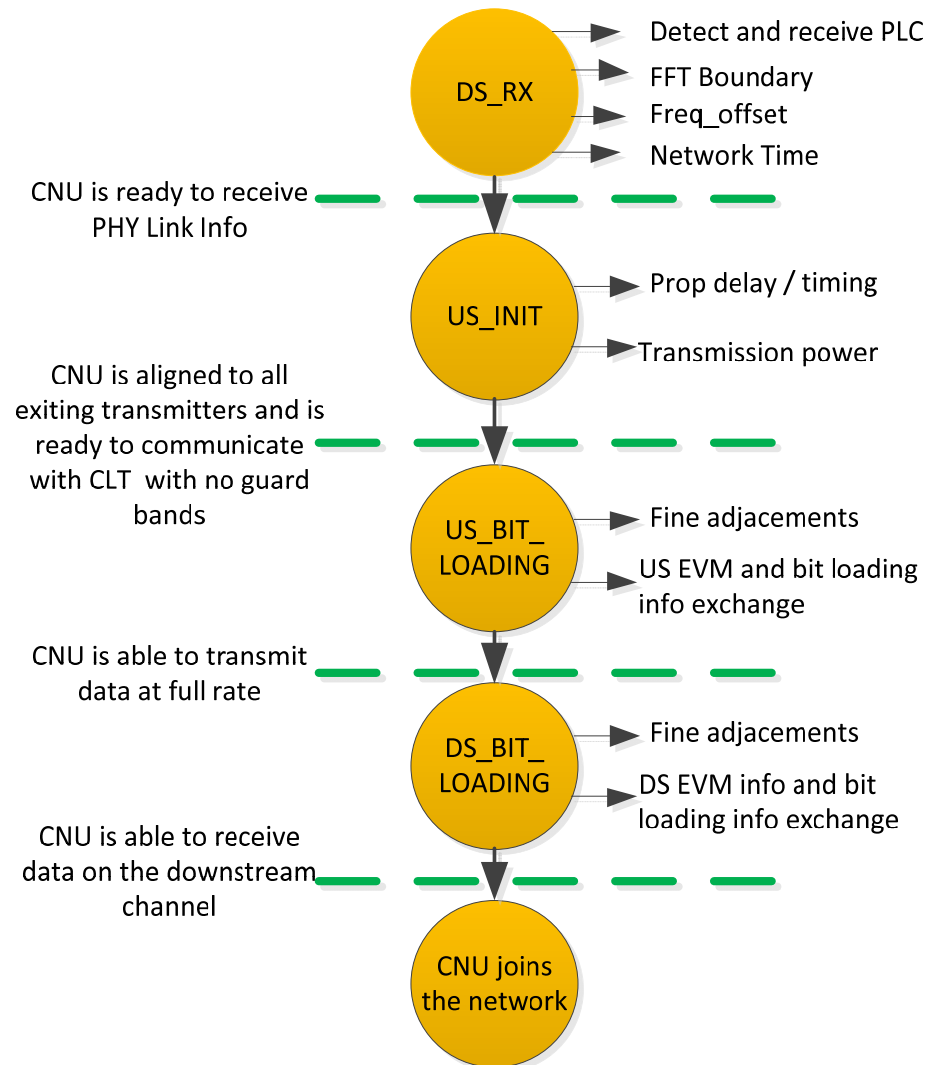 DS_RX
Detect and receive PLC
FFT Boundary
Freq_offset
Network Time
CNU is ready to receive
PHY Link Info
US_INIT
Prop delay / timing
Transmission power
CNU is aligned to all
exiting transmitters and is
ready to communicate
with CLT with no guard
bands
US_BIT_
LOADING
Fine adjacements
US EVM and bit loading
info exchange
CNU is able to transmit
data at full rate
DS_BIT_
LOADING
Fine adjacements
DS EVM info and bit
loading info exchange
CNU is able to receive
data on the downstream
channel
CNU joins
the network